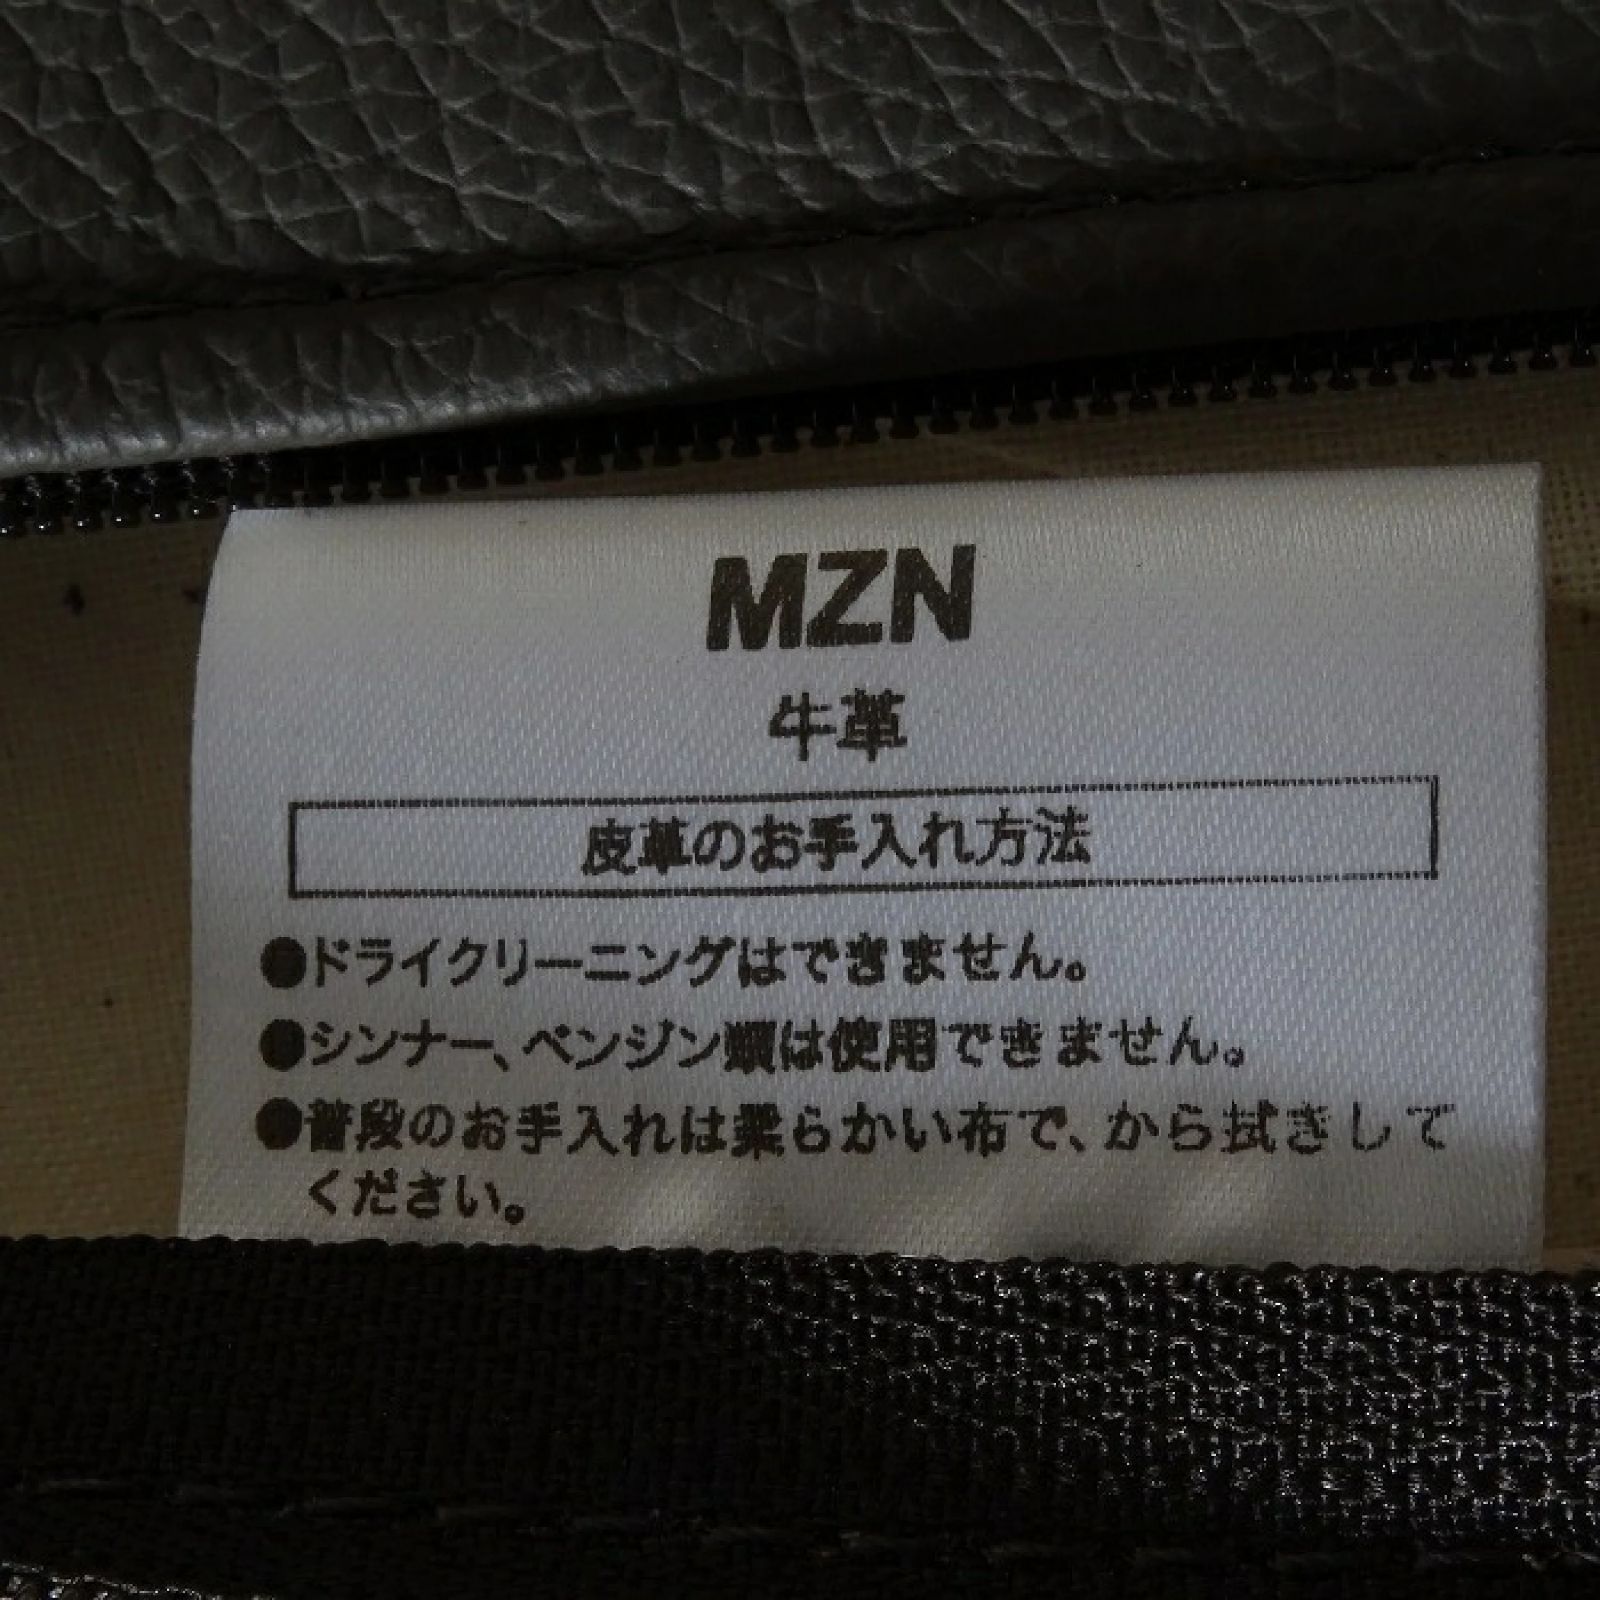 MZN
牛革
皮革のお手入れ方法
●ドライクリーニングはできません。
●シンナー、ベンジン類は使用できません。
●普段のお手入れは柔らかい布で、から拭きして
ください。